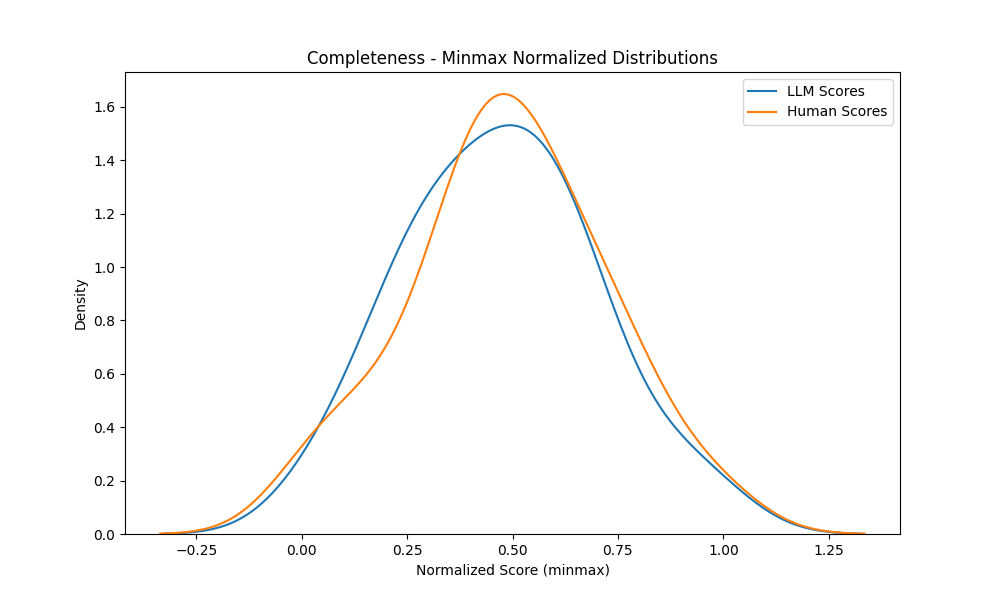 Completeness - Minmax Normalized Distributions
LLM Scores
Human Scores
1.6
1.4
1.2
1.0
0.8
0.6
0.4
0.2
0.0
Density
−0.25 0.00 0.25 0.50 0.75 1.00 1.25
Normalized Score (minmax)